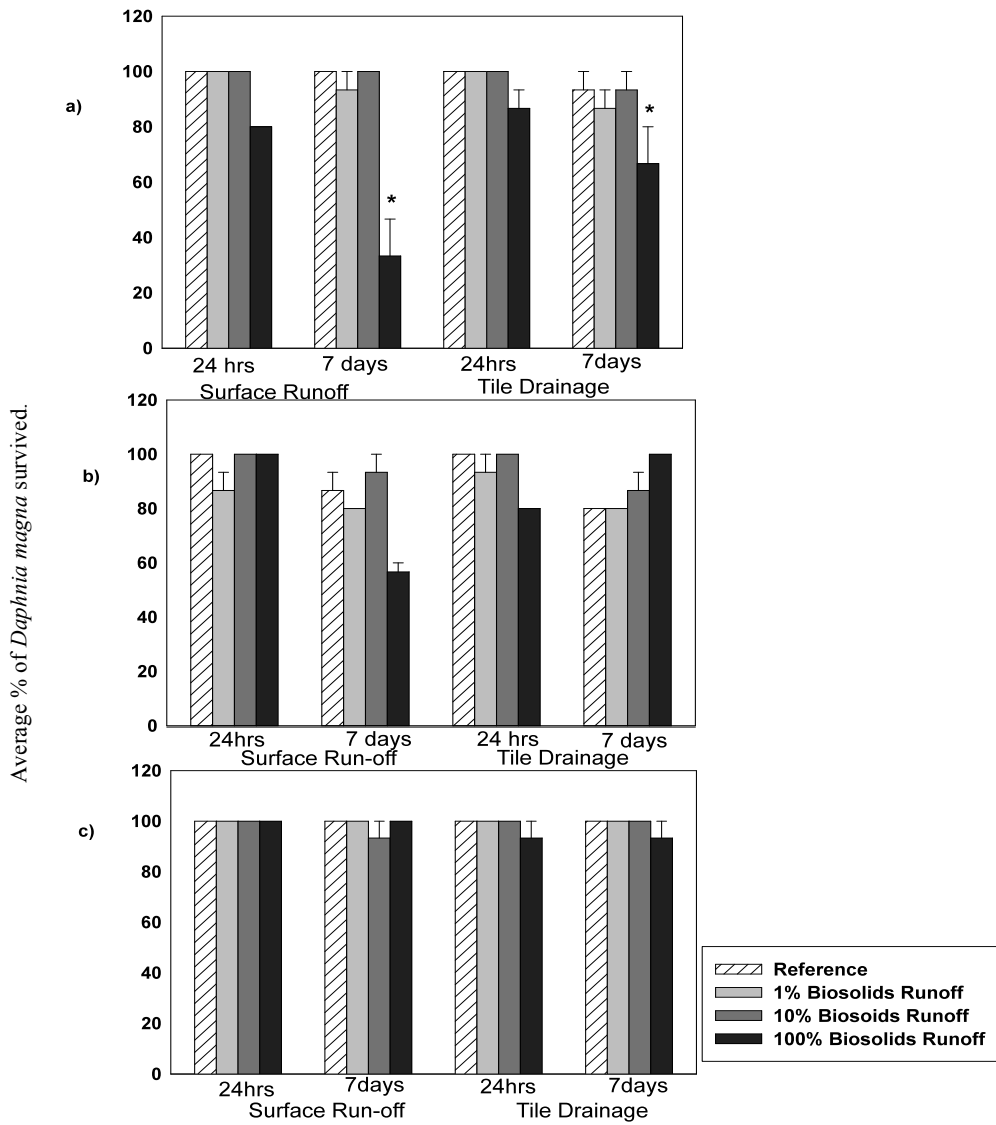 Average % of Daphnia magna survived.
a)
120
100
80
60
40
20
0
*
*
24 hrs 7 days 24hrs 7days
Surface Runoff Tile Drainage
b)
120
100
80
60
40
20
0
24hrs 7 days 24 hrs 7 days
Surface Run-off Tile Drainage
c)
120
100
80
60
40
20
0
24hrs 7days 24hrs 7days
Surface Run-off Tile Drainage
Reference
1% Biosolids Runoff
10% Biosoids Runoff
100% Biosolids Runoff